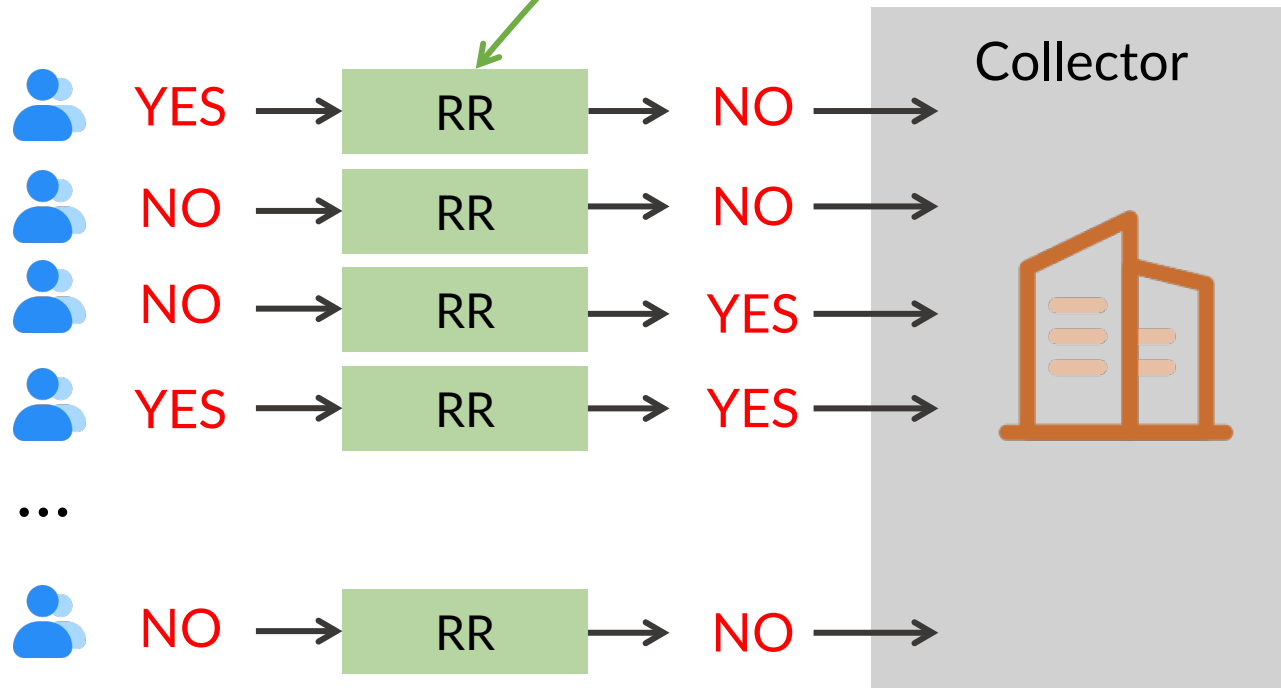 Collector
YES RR NO
NO RR NO
NO RR YES
YES RR YES
...
NO RR NO